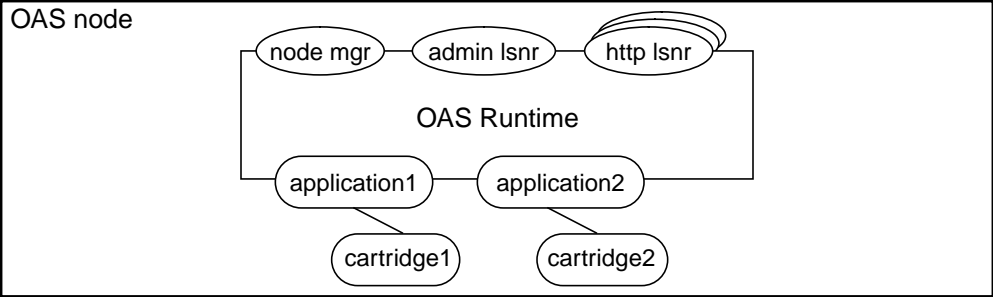 OAS node
node mgr
admin lsnr
http lsnr
OAS Runtime
application1
application2
cartridge1
cartridge2